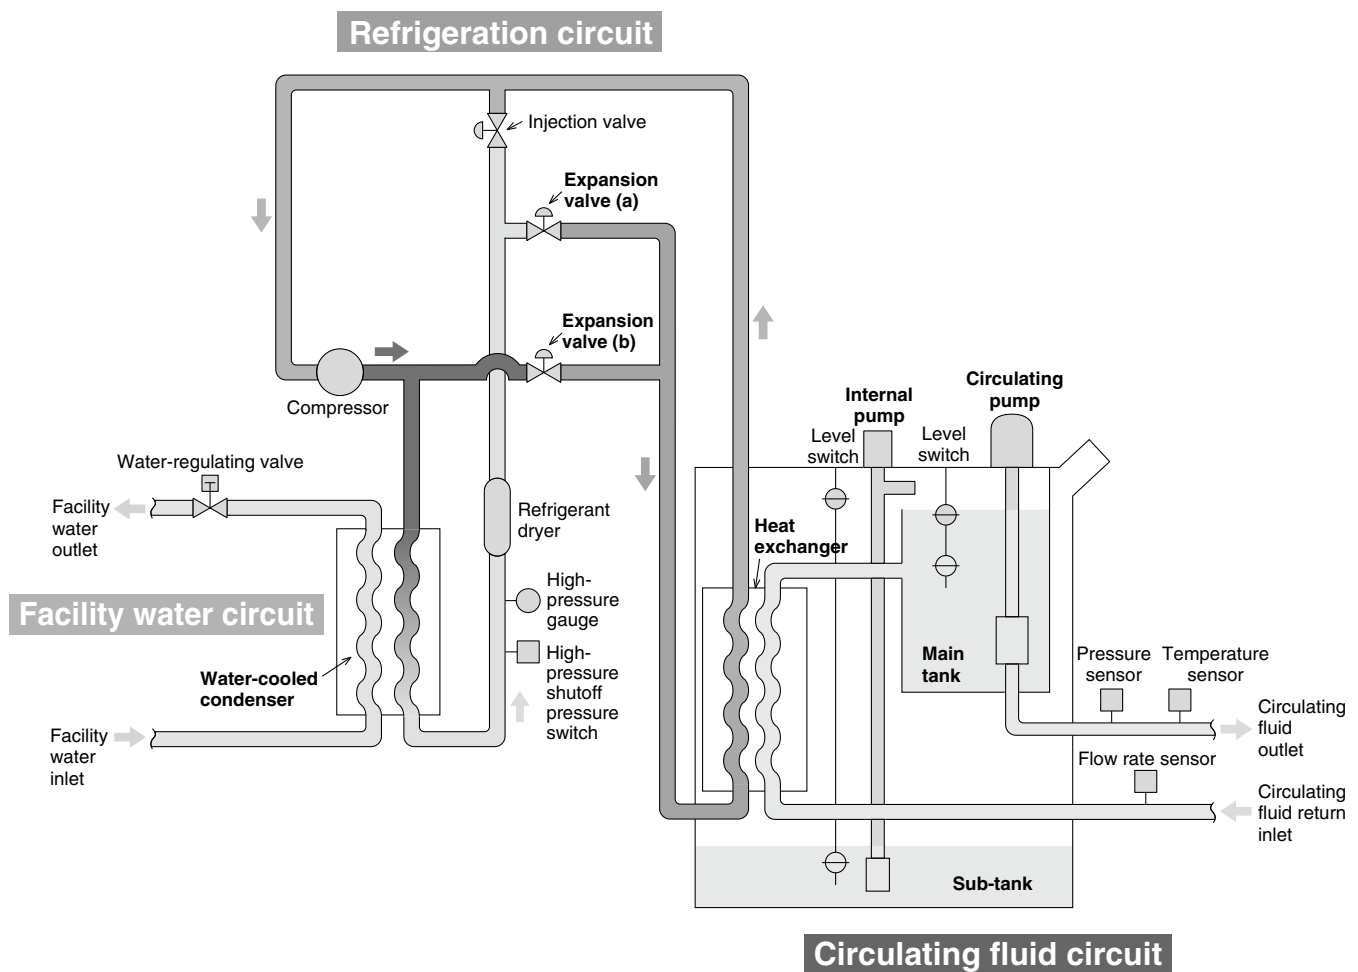 Refrigeration circuit
Injection valve
Expansion
valve (a)
Expansion
valve (b)
Compressor
Internal
pump
Circulating
pump
Level
switch
Level
switch
Water-regulating valve
Facility
water
outlet
Refrigerant
dryer
Heat
exchanger
High-
pressure
gauge
Facility water circuit
High-
pressure
shutoff
pressure
switch
Water-cooled
condenser
Main
tank
Pressure
sensor
Temperature
sensor
Circulating
fluid
outlet
Facility
water
inlet
Flow rate sensor
Circulating
fluid return
inlet
Sub-tank
Circulating fluid circuit